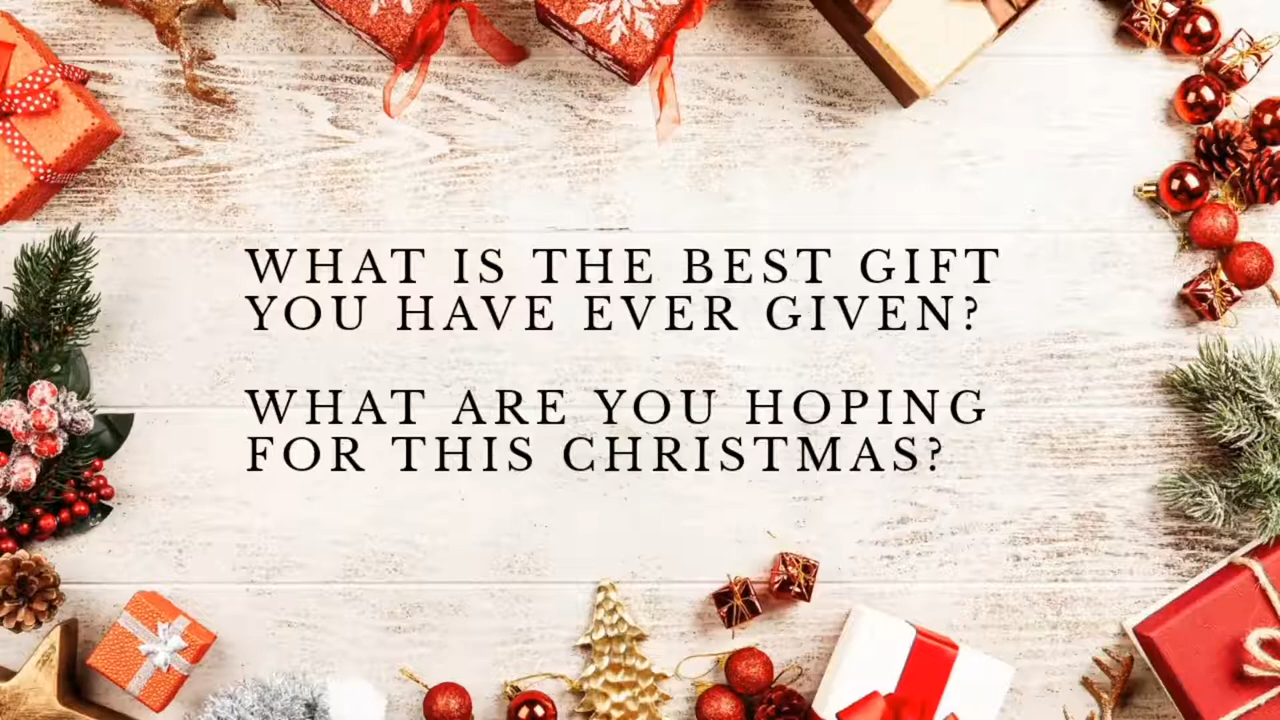 WHAT IS THE BEST GIFT
YOU HAVE EVER GIVEN?
WHAT ARE YOU HOPING
FOR THIS CHRISTMAS?